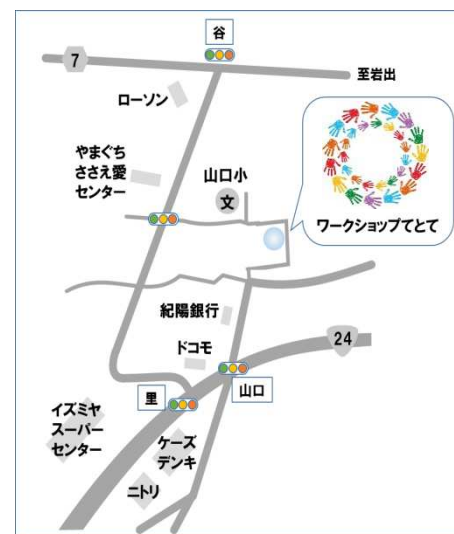 谷
7
至岩出
ローソン
やまぐち
ささえ愛
センター
山口小
文
ワークショップてとて
紀陽銀行
ドコモ
24
里
山口
イズミヤ
スーパー
センター
ケーズ
デンキ
ニトリ